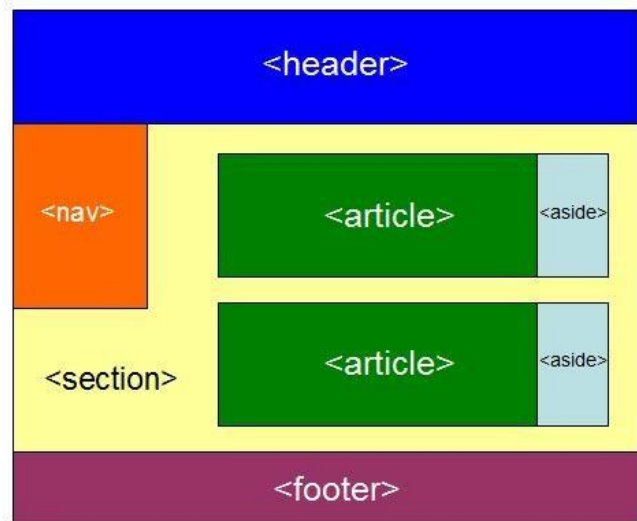 <header>
<nav>
<article>
<aside>
<article>
<aside>
<section>
<footer>